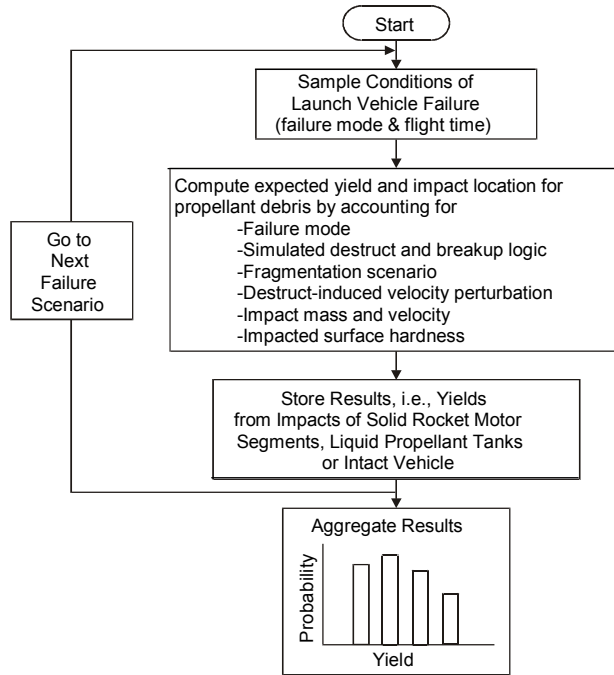 Start
Sample Conditions of
Launch Vehicle Failure
(failure mode & flight time)
Compute expected yield and impact location for
propellant debris by accounting for
-Failure mode
-Simulated destruct and breakup logic
-Fragmentation scenario
-Destruct-induced velocity perturbation
-Impact mass and velocity
-Impacted surface hardness
Go to
Next
Failure
Scenario
Store Results, i.e., Yields
from Impacts of Solid Rocket Motor
Segments, Liquid Propellant Tanks
or Intact Vehicle
Aggregate Results
Probability
Yield